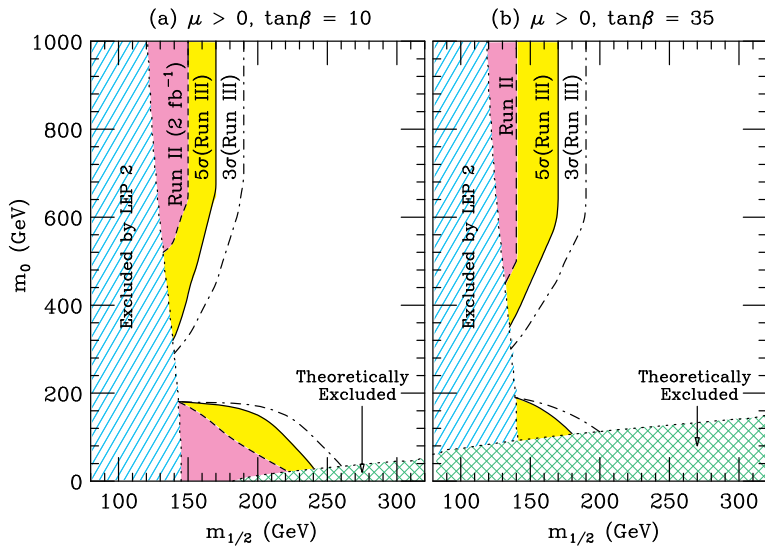 (a) μ > 0, tanβ = 10
(b) μ > 0, tanβ = 35
m₀ (GeV)
1000
800
600
400
200
0
Excluded by LEP 2
Run II (2 fb⁻¹)
5σ(Run III)
3σ(Run III)
Theoretically
Excluded
100
150
200
250
300
m₁/₂ (GeV)
Excluded by LEP 2
Run II
5σ(Run III)
3σ(Run III)
Theoretically
Excluded
100
150
200
250
300
m₁/₂ (GeV)